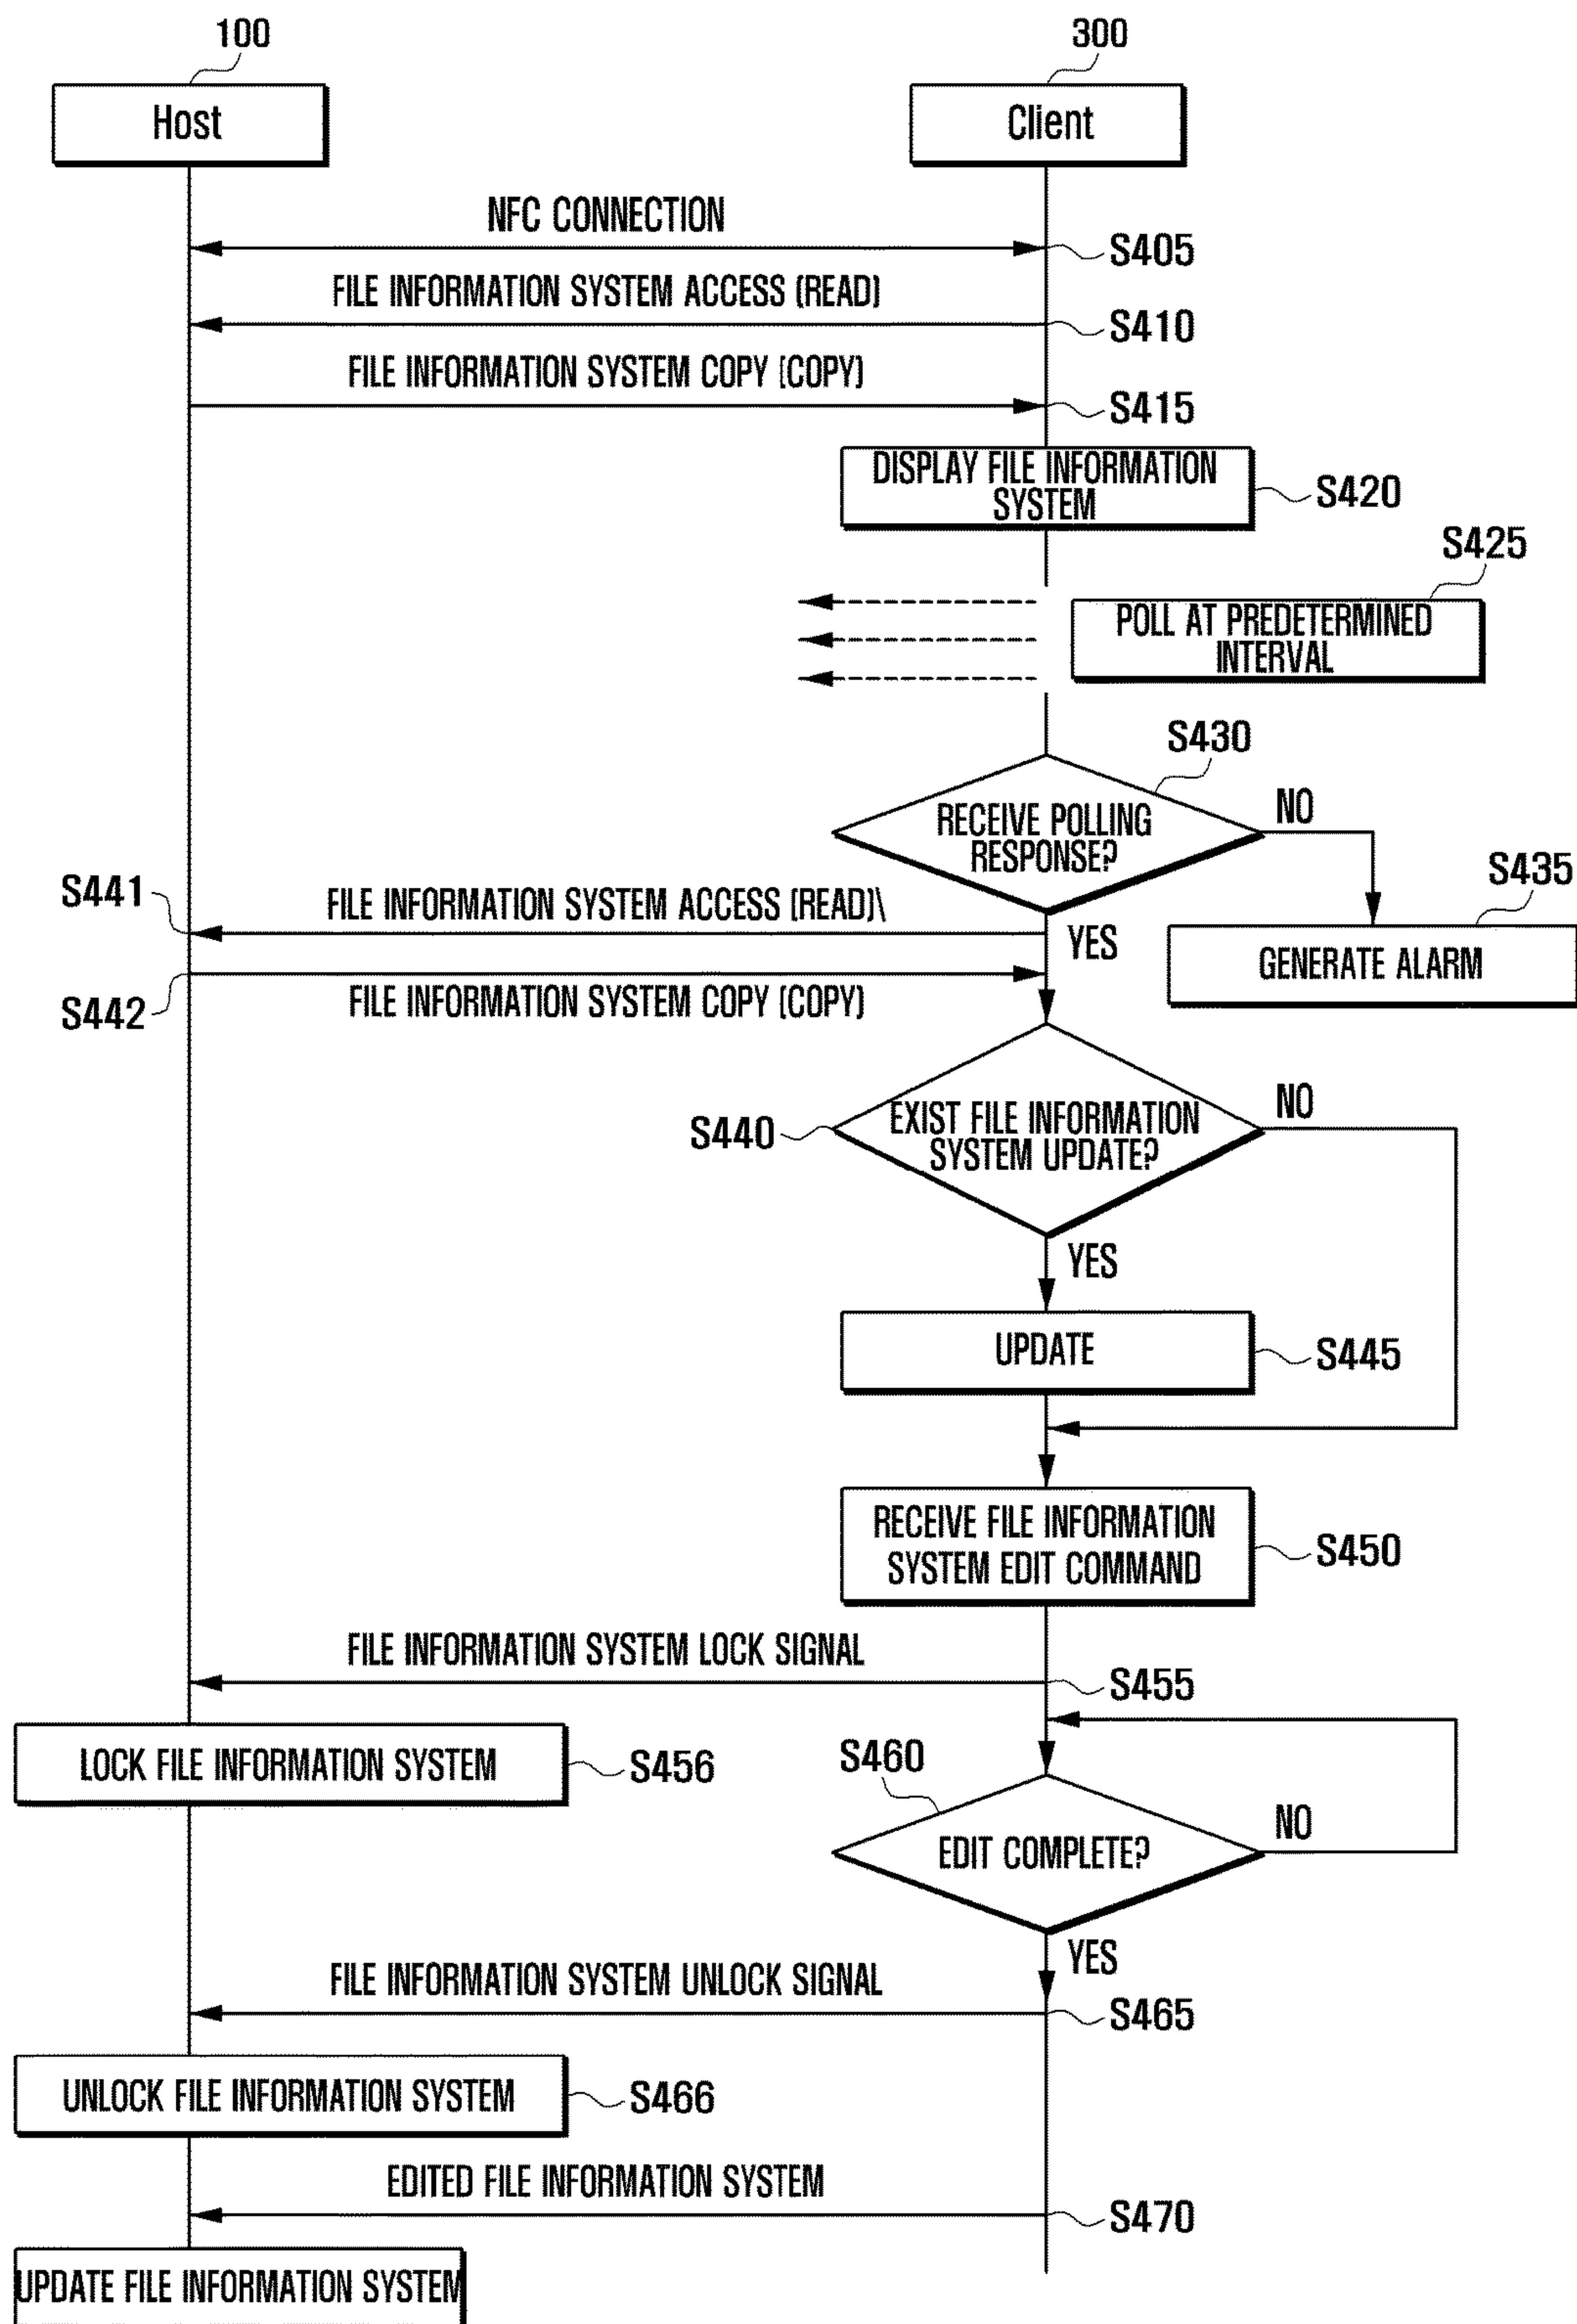 100
300
Host
Client
NFC CONNECTION
S405
FILE INFORMATION SYSTEM ACCESS (READ)
S410
FILE INFORMATION SYSTEM COPY (COPY)
S415
DISPLAY FILE INFORMATION
SYSTEM
S420
S425
POLL AT PREDETERMINED
INTERVAL
S430
RECEIVE POLLING
RESPONSE?
NO
S435
GENERATE ALARM
S441
FILE INFORMATION SYSTEM ACCESS (READ)\
YES
S442
FILE INFORMATION SYSTEM COPY (COPY)
S440
EXIST FILE INFORMATION
SYSTEM UPDATE?
NO
YES
UPDATE
S445
RECEIVE FILE INFORMATION
SYSTEM EDIT COMMAND
S450
FILE INFORMATION SYSTEM LOCK SIGNAL
S455
LOCK FILE INFORMATION SYSTEM
S456
S460
EDIT COMPLETE?
NO
YES
FILE INFORMATION SYSTEM UNLOCK SIGNAL
S465
UNLOCK FILE INFORMATION SYSTEM
S466
EDITED FILE INFORMATION SYSTEM
S470
UPDATE FILE INFORMATION SYSTEM